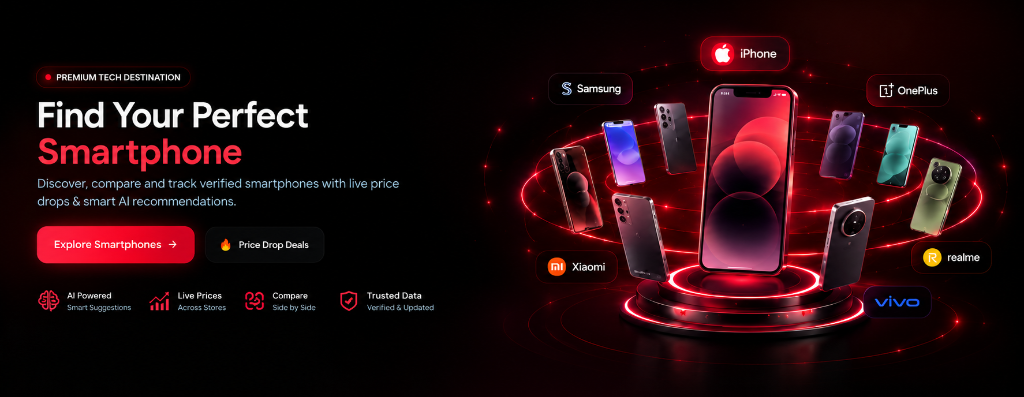 PREMIUM TECH DESTINATION
Find Your Perfect
Smartphone
Discover, compare and track verified smartphones with live price
drops & smart AI recommendations.
Explore Smartphones →
Price Drop Deals
AI Powered
Smart Suggestions
Live Prices
Across Stores
Compare
Side by Side
Trusted Data
Verified & Updated
iPhone
S Samsung
1+ OnePlus
mi Xiaomi
R realme
vivo